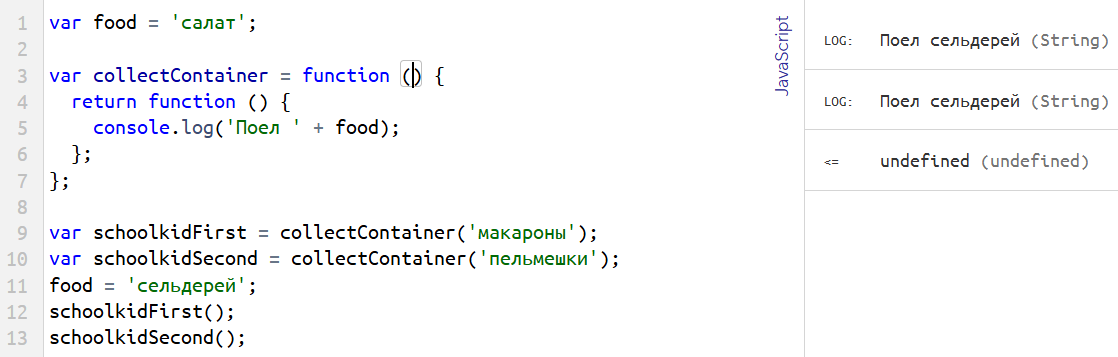 1 var food = 'салат';
2
3 var collectContainer = function () {
4   return function () {
5     console.log('Поел ' + food);
6   };
7 };
8
9 var schoolkidFirst = collectContainer('макароны');
10 var schoolkidSecond = collectContainer('пельмешки');
11 food = 'сельдерей';
12 schoolkidFirst();
13 schoolkidSecond();
JavaScript
LOG: Поел сельдерей (String)
LOG: Поел сельдерей (String)
<= undefined (undefined)